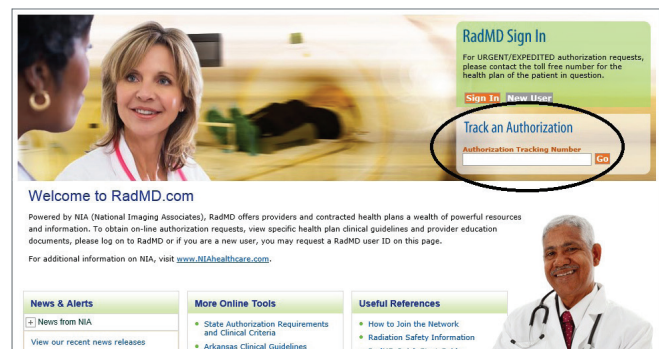 RadMD Sign In
For URGENT/EXPEDITED authorization requests,
please contact the toll free number for the
health plan of the patient in question.
Sign In New User
Track an Authorization
Authorization Tracking Number
Go
Welcome to RadMD.com
Powered by NIA (National Imaging Associates), RadMD offers providers and contracted health plans a wealth of powerful resources
and information. To obtain on-line authorization requests, view specific health plan clinical guidelines and provider education
documents, please log on to RadMD or if you are a new user, you may request a RadMD user ID on this page.
For additional information on NIA, visit www.NIAhealthcare.com.
News & Alerts
News from NIA
View our recent news releases
More Online Tools
State Authorization Requirements
and Clinical Criteria
Arkansas Clinical Guidelines
Useful References
How to Join the Network
Radiation Safety Information